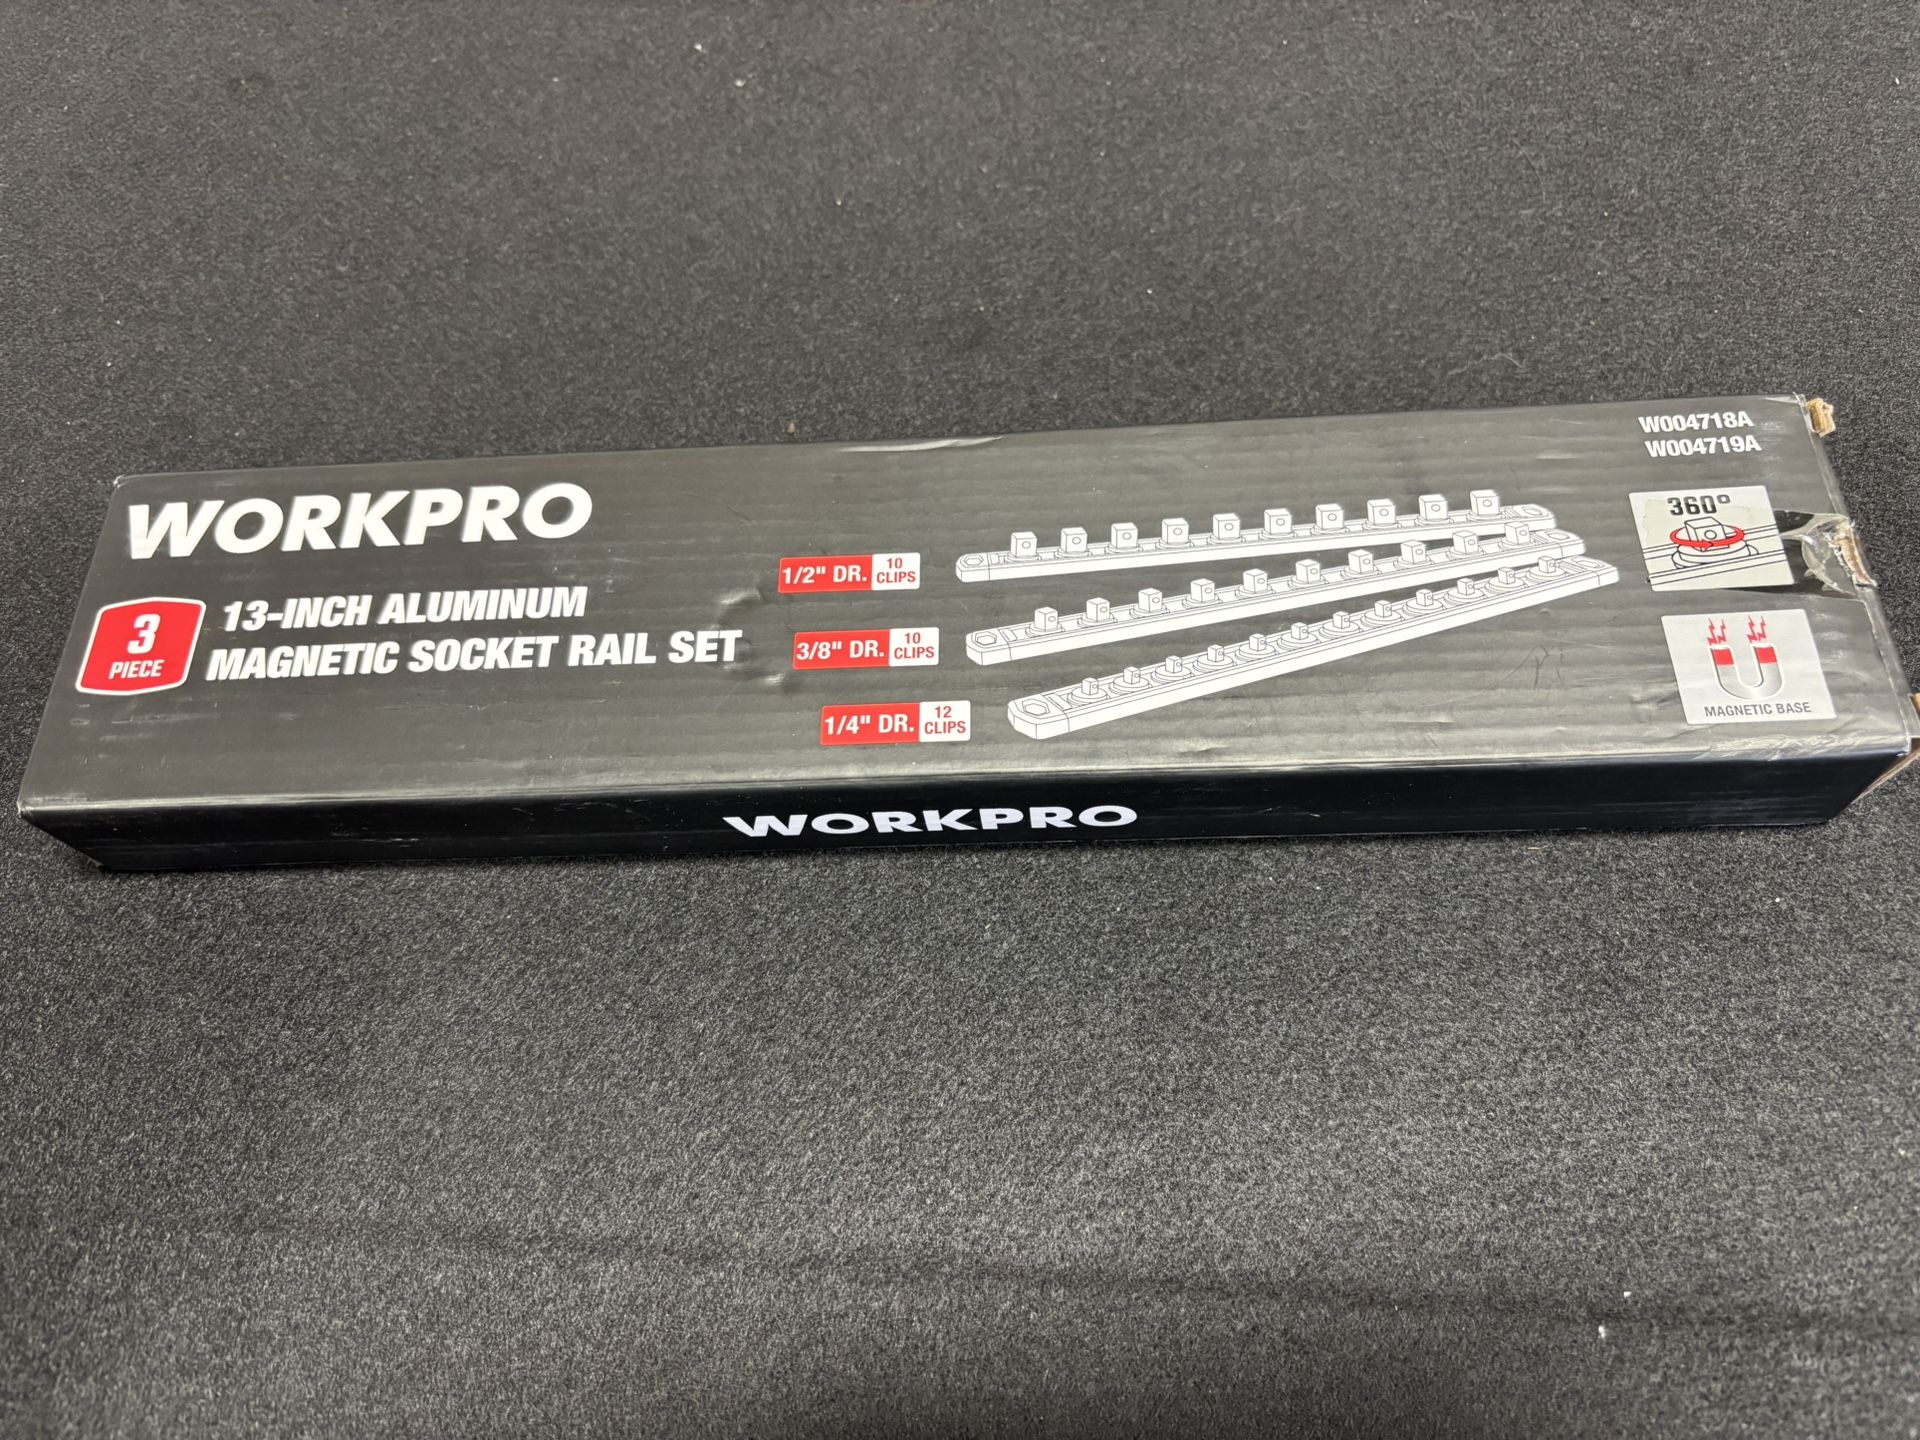 WORKPRO
3
PIECE
13-INCH ALUMINUM
MAGNETIC SOCKET RAIL SET
1/2" DR. 10 CLIPS
3/8" DR. 10 CLIPS
1/4" DR. 12 CLIPS
W004718A
W004719A
360°
MAGNETIC BASE
WORKPRO